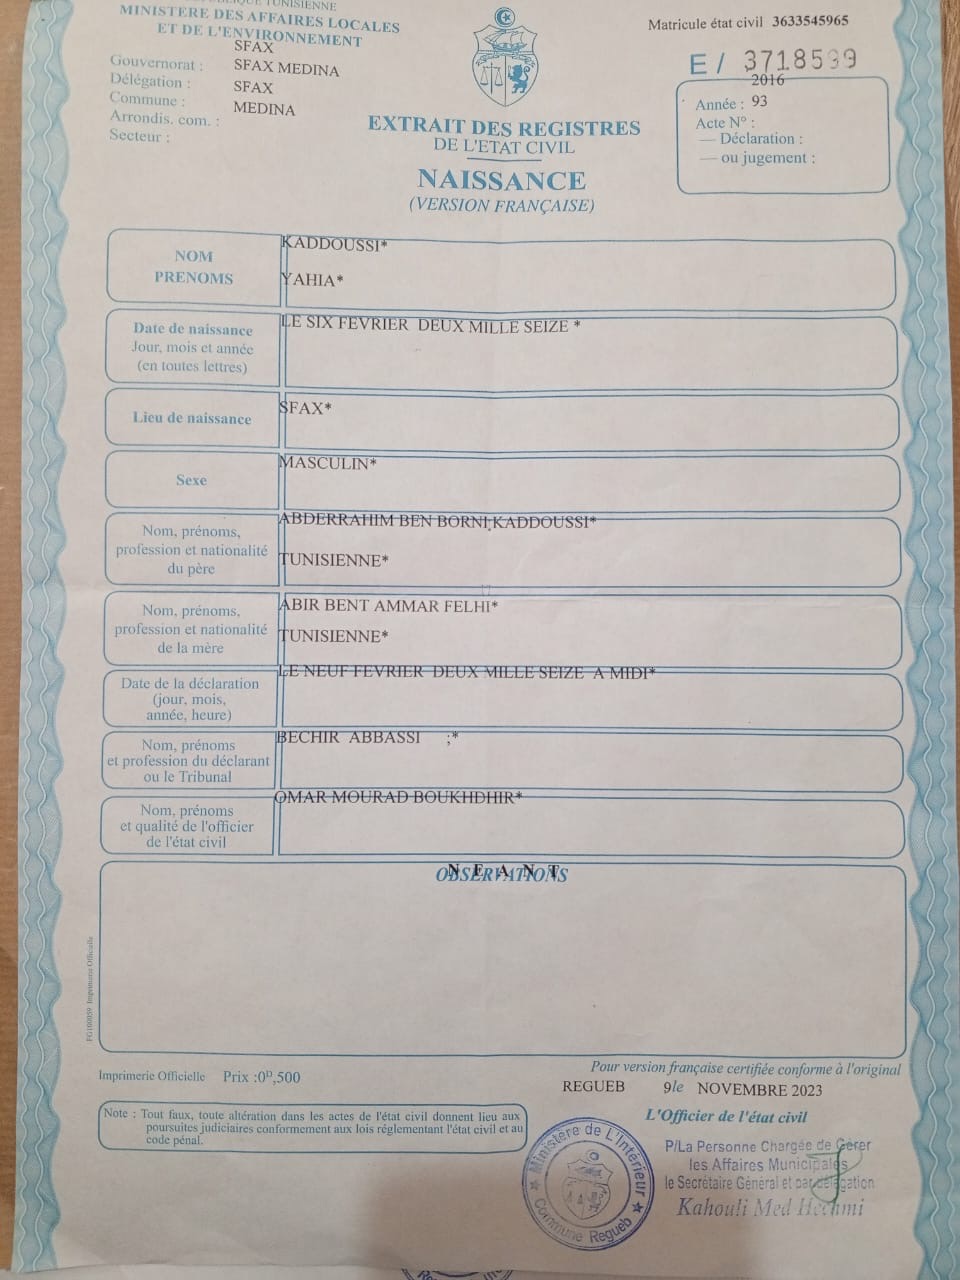 RÉPUBLIQUE TUNISIENNE
MINISTÈRE DES AFFAIRES LOCALES
ET DE L'ENVIRONNEMENT
Gouvernorat : SFAX
Délégation : SFAX MEDINA
Commune : SFAX
Arrondis. com. : MEDINA
Secteur :
Matricule état civil 3633545965
E / 3718599
2016
Année : 93
Acte N° :
— Déclaration :
— ou jugement :
EXTRAIT DES REGISTRES
DE L'ETAT CIVIL
NAISSANCE
(VERSION FRANÇAISE)
NOM
PRENOMS
KADDOUSSI*
YAHIA*
Date de naissance
Jour, mois et année
(en toutes lettres)
LE SIX FEVRIER DEUX MILLE SEIZE *
Lieu de naissance
SFAX*
Sexe
MASCULIN*
Nom, prénoms,
profession et nationalité
du père
ABDERRAHIM BEN BORNI KADDOUSSI*
TUNISIENNE*
Nom, prénoms,
profession et nationalité
de la mère
ABIR BENT AMMAR FELHI*
TUNISIENNE*
Date de la déclaration
(jour, mois,
année, heure)
LE NEUF FEVRIER DEUX MILLE SEIZE A MIDI*
Nom, prénoms
et profession du déclarant
ou le Tribunal
BECHIR ABBASSI ;*
Nom, prénoms
et qualité de l'officier
de l'état civil
OMAR MOURAD BOUKHDHIR*
OBSERVATIONS
N E A N T
FG100059 Imprimerie Officielle
Imprimerie Officielle Prix :0ᴰ,500
Note : Tout faux, toute altération dans les actes de l'état civil donnent lieu aux
poursuites judiciaires conformement aux lois réglementant l'état civil et au
code pénal.
Pour version française certifiée conforme à l'original
REGUEB 9le NOVEMBRE 2023
L'Officier de l'état civil
P/La Personne Chargée de Gérer
les Affaires Municipales
le Secrétaire Général et par délégation
Kahouli Med Hechmi
Ministère de L'Intérieur
Commune Regueb